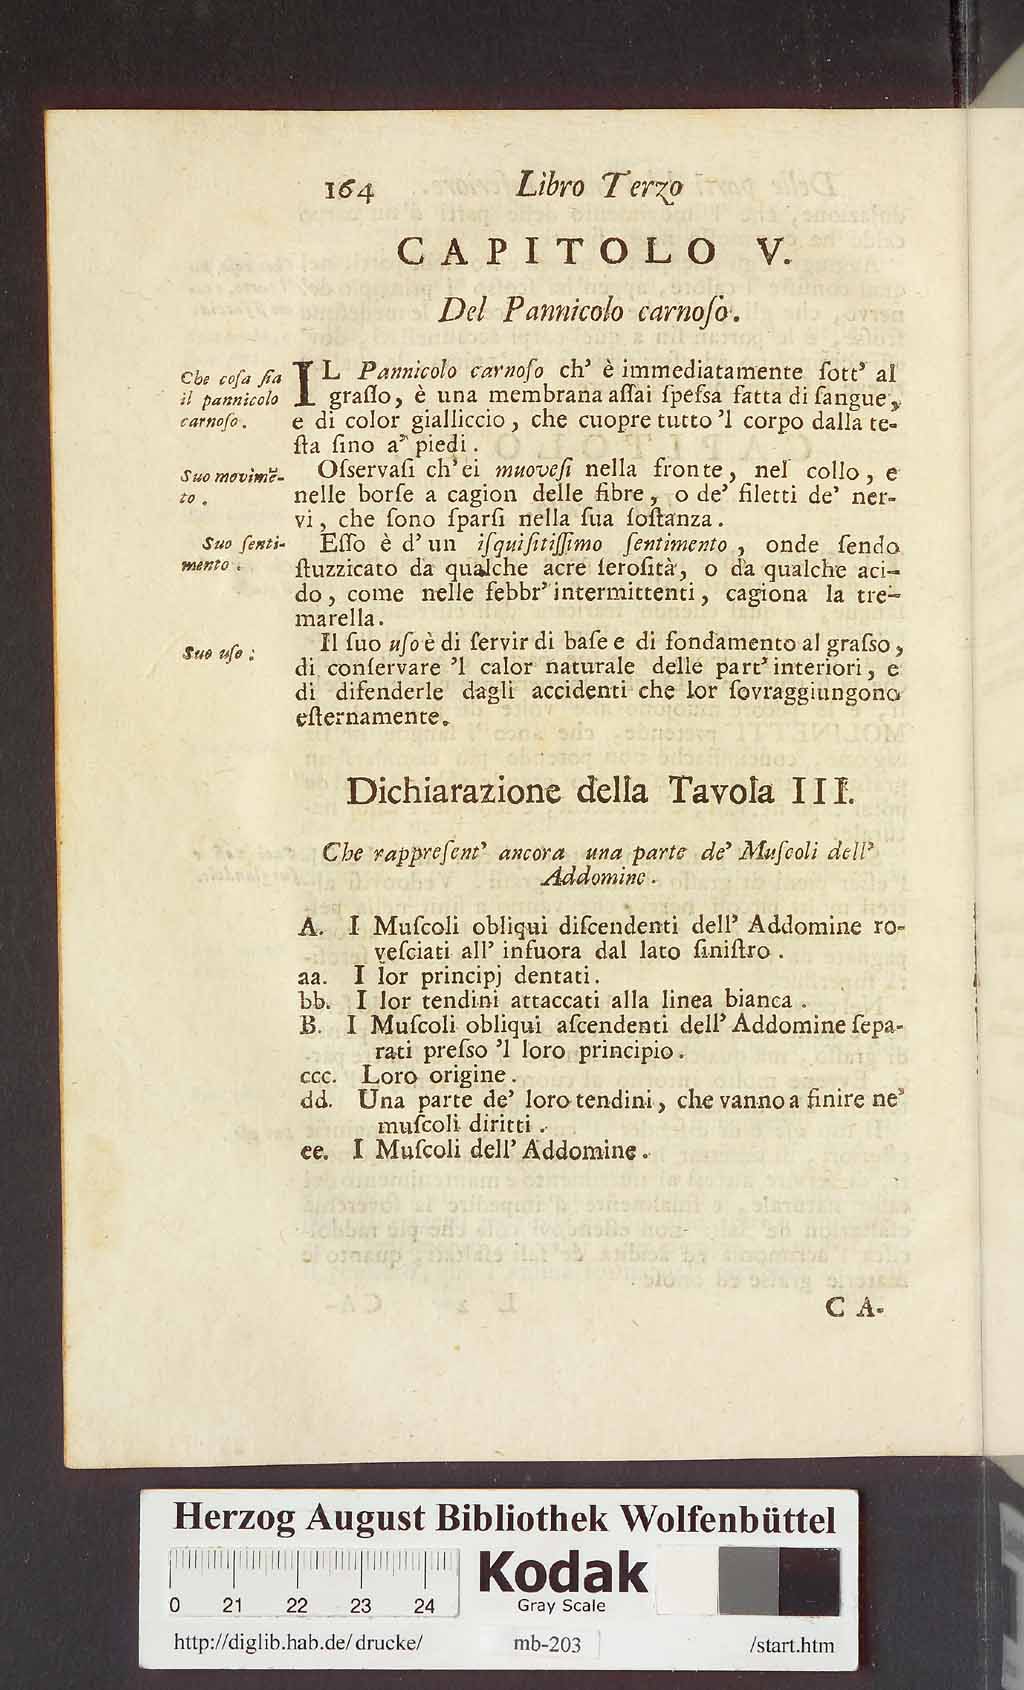 164 Libro Terzo
CAPITOLO V.
Del Pannicolo carnoſo.
Che coſa ſia
il pannicolo
carnoſo.
IL Pannicolo carnoſo ch' è immediatamente ſott' al
graſſo, è una membrana aſſai ſpeſsa fatta di ſangue,
e di color gialliccio, che cuopre tutto 'l corpo dalla te-
ſta ſino a' piedi.
Suo movimẽ-
to.
Oſservaſi ch' ei muoveſi nella fronte, nel collo, e
nelle borſe a cagion delle fibre, o de' filetti de' ner-
vi, che ſono ſparſi nella ſua ſoſtanza.
Suo ſenti-
mento.
Eſſo è d' un iſquiſitiſſimo ſentimento, onde ſendo
ſtuzzicato da qualche acre ſeroſità, o da qualche aci-
do, come nelle febbr' intermittenti, cagiona la tre-
marella.
Suo uſo:
Il ſuo uſo è di ſervir di baſe e di fondamento al graſso,
di conſervare 'l calor naturale delle part' interiori, e
di difenderle dagli accidenti che lor ſovraggiungono
eſternamente.
Dichiarazione della Tavola III.
Che rappreſent' ancora una parte de' Muſcoli dell'
Addomine.
A. I Muſcoli obliqui diſcendenti dell' Addomine ro-
veſciati all' inſuora dal lato ſiniſtro.
aa. I lor principj dentati.
bb. I lor tendini attaccati alla linea bianca.
B. I Muſcoli obliqui aſcendenti dell' Addomine ſepa-
rati preſso 'l loro principio.
ccc. Loro origine.
dd. Una parte de' loro tendini, che vanno a finire ne'
muſcoli diritti.
ee. I Muſcoli dell' Addomine.
CA-
Herzog August Bibliothek Wolfenbüttel
0 21 22 23 24
Kodak
Gray Scale
http://diglib.hab.de/drucke/ mb-203 /start.htm